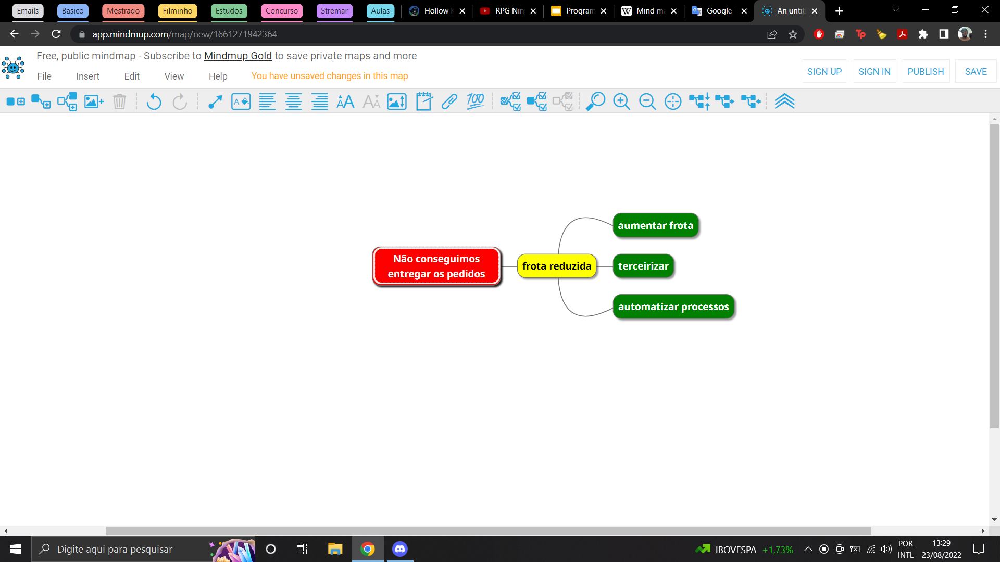 Emails Basico Mestrado Filminho Estudos Concurso Stremar Aulas Hollow RPG Nin Program Mind ma Google An untit
app.mindmup.com/map/new/1661271942364
Free, public mindmap - Subscribe to Mindmup Gold to save private maps and more
File Insert Edit View Help You have unsaved changes in this map
SIGN UP SIGN IN PUBLISH SAVE
aumentar frota
Não conseguimos
entregar os pedidos
frota reduzida
terceirizar
automatizar processos
Digite aqui para pesquisar
IBOVESPA +1,73%
POR
INTL
13:29
23/08/2022